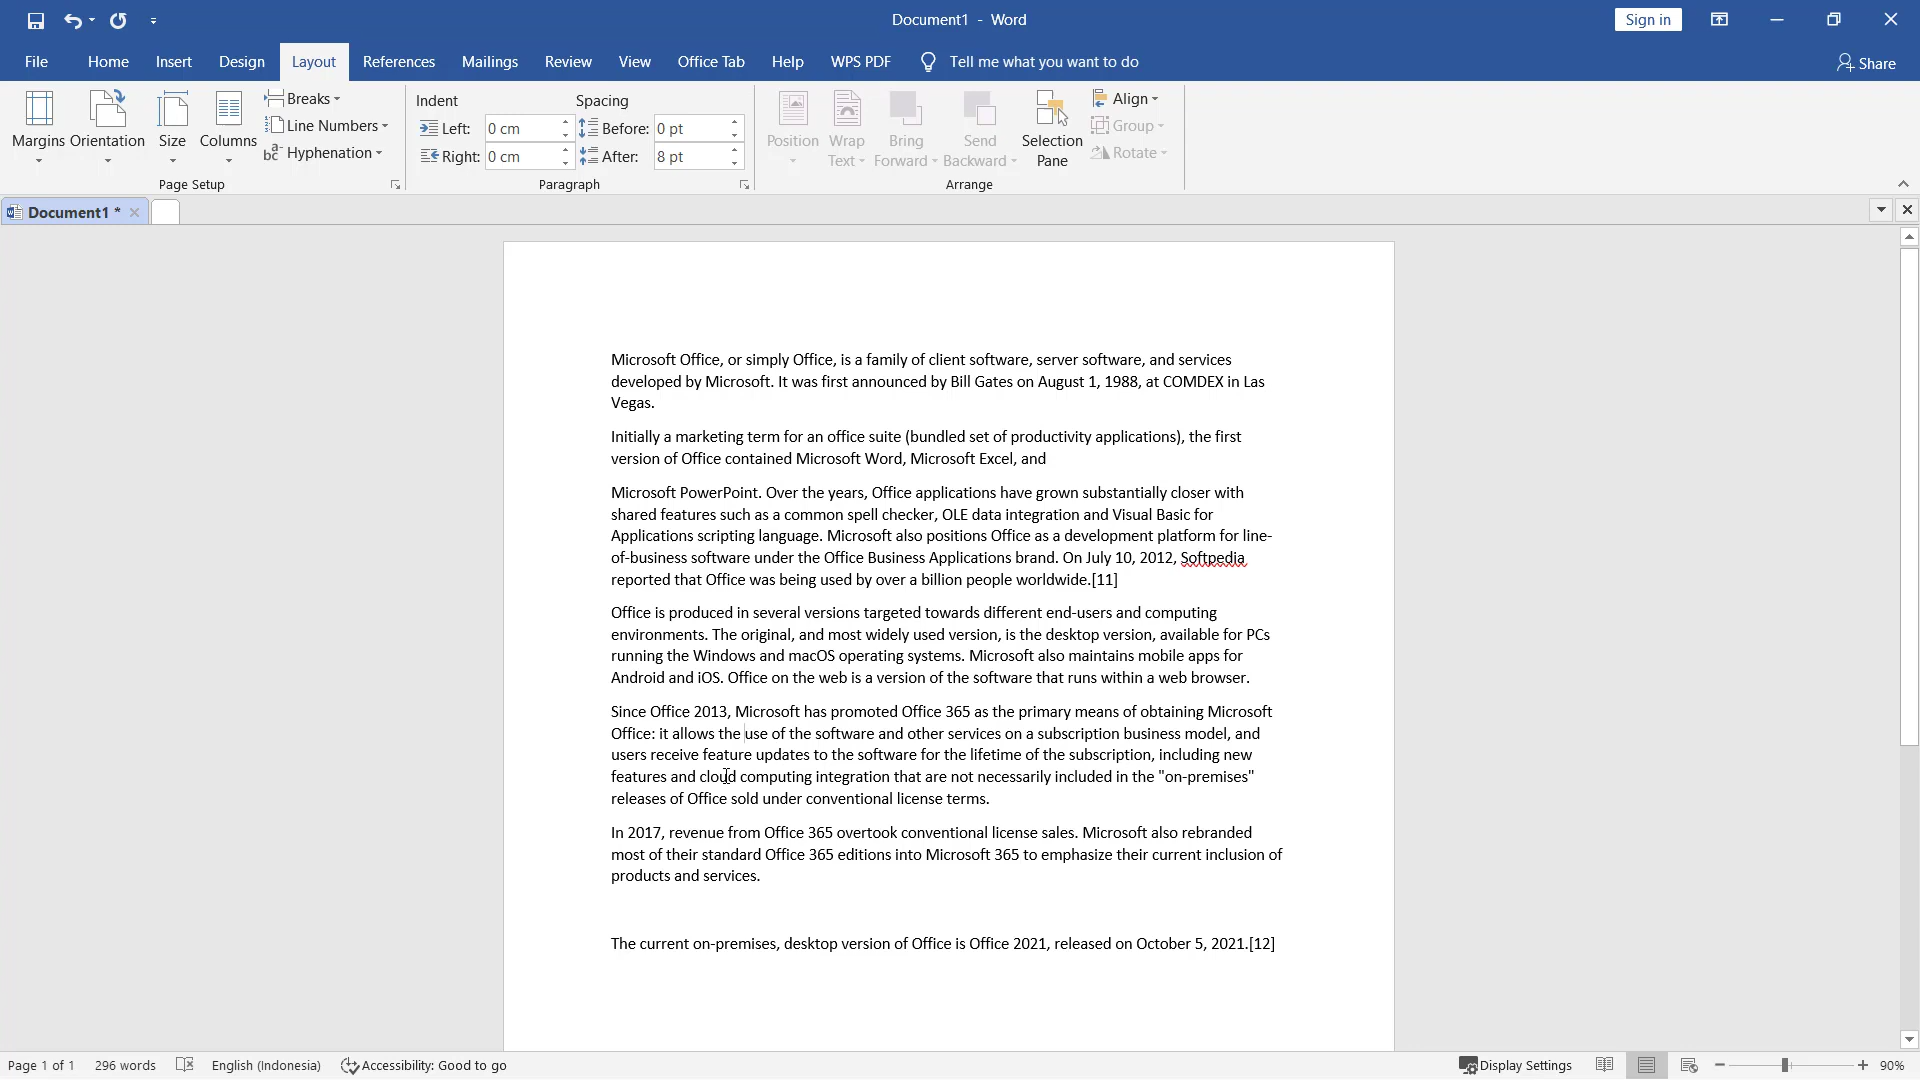 Document1 - Word
Sign in
File Home Insert Design Layout References Mailings Review View Office Tab Help WPS PDF Tell me what you want to do Share
Margins Orientation Size Columns
Breaks
Line Numbers
Hyphenation
Page Setup
Indent Spacing
Left: 0 cm Before: 0 pt
Right: 0 cm After: 8 pt
Paragraph
Position Wrap Text Bring Forward Send Backward Selection Pane
Align
Group
Rotate
Arrange
Document1 *
Microsoft Office, or simply Office, is a family of client software, server software, and services
developed by Microsoft. It was first announced by Bill Gates on August 1, 1988, at COMDEX in Las
Vegas.
Initially a marketing term for an office suite (bundled set of productivity applications), the first
version of Office contained Microsoft Word, Microsoft Excel, and
Microsoft PowerPoint. Over the years, Office applications have grown substantially closer with
shared features such as a common spell checker, OLE data integration and Visual Basic for
Applications scripting language. Microsoft also positions Office as a development platform for line-
of-business software under the Office Business Applications brand. On July 10, 2012, Softpedia
reported that Office was being used by over a billion people worldwide.[11]
Office is produced in several versions targeted towards different end-users and computing
environments. The original, and most widely used version, is the desktop version, available for PCs
running the Windows and macOS operating systems. Microsoft also maintains mobile apps for
Android and iOS. Office on the web is a version of the software that runs within a web browser.
Since Office 2013, Microsoft has promoted Office 365 as the primary means of obtaining Microsoft
Office: it allows the use of the software and other services on a subscription business model, and
users receive feature updates to the software for the lifetime of the subscription, including new
features and cloud computing integration that are not necessarily included in the "on-premises"
releases of Office sold under conventional license terms.
In 2017, revenue from Office 365 overtook conventional license sales. Microsoft also rebranded
most of their standard Office 365 editions into Microsoft 365 to emphasize their current inclusion of
products and services.
The current on-premises, desktop version of Office is Office 2021, released on October 5, 2021.[12]
Page 1 of 1 296 words English (Indonesia) Accessibility: Good to go Display Settings 90%